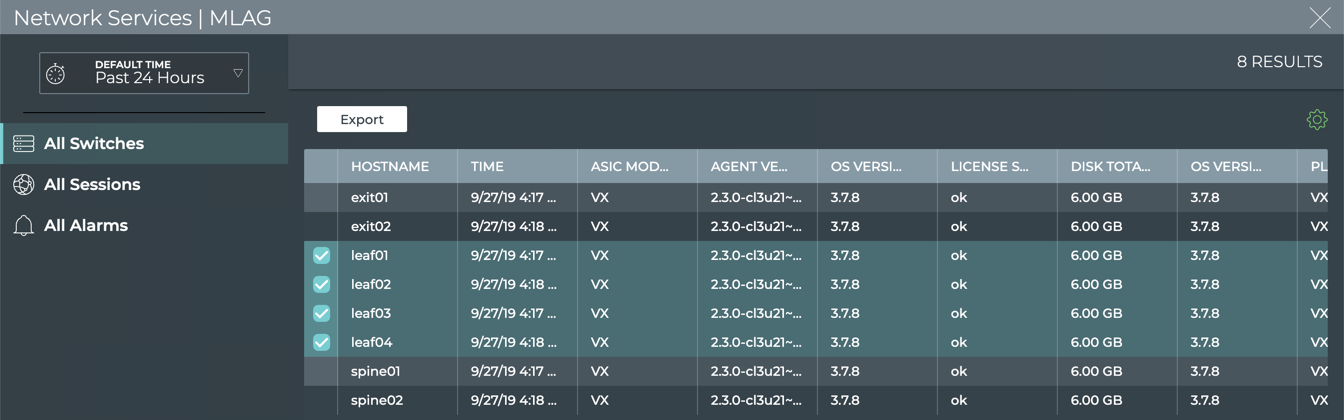 Network Services | MLAG
DEFAULT TIME
Past 24 Hours
8 RESULTS
Export
All Switches
All Sessions
All Alarms
HOSTNAME TIME ASIC MOD... AGENT VE... OS VERSI... LICENSE S... DISK TOTA... OS VERSI... PL
exit01 9/27/19 4:17 ... VX 2.3.0-cl3u21~... 3.7.8 ok 6.00 GB 3.7.8 VX
exit02 9/27/19 4:18 ... VX 2.3.0-cl3u21~... 3.7.8 ok 6.00 GB 3.7.8 VX
leaf01 9/27/19 4:17 ... VX 2.3.0-cl3u21~... 3.7.8 ok 6.00 GB 3.7.8 VX
leaf02 9/27/19 4:18 ... VX 2.3.0-cl3u21~... 3.7.8 ok 6.00 GB 3.7.8 VX
leaf03 9/27/19 4:17 ... VX 2.3.0-cl3u21~... 3.7.8 ok 6.00 GB 3.7.8 VX
leaf04 9/27/19 4:18 ... VX 2.3.0-cl3u21~... 3.7.8 ok 6.00 GB 3.7.8 VX
spine01 9/27/19 4:17 ... VX 2.3.0-cl3u21~... 3.7.8 ok 6.00 GB 3.7.8 VX
spine02 9/27/19 4:18 ... VX 2.3.0-cl3u21~... 3.7.8 ok 6.00 GB 3.7.8 VX